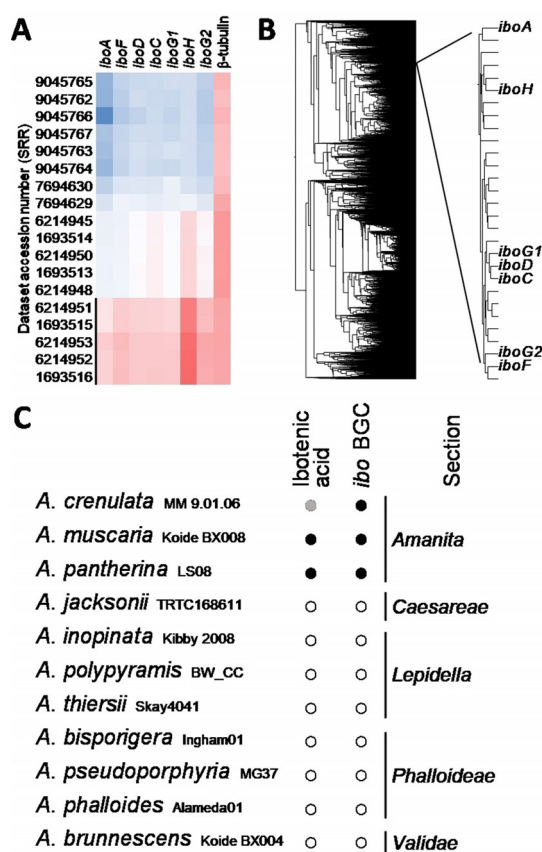 A
iboA iboF iboD iboC iboG1 iboH iboG2 β-tubulin
Dataset accession number (SRR)
9045765
9045762
9045766
9045767
9045763
9045764
7694630
7694629
6214945
1693514
6214950
1693513
6214948
6214951
1693515
6214953
6214952
1693516
B
iboA
iboH
iboG1
iboD
iboC
iboG2
iboF
C
Ibotenic acid
ibo BGC
Section
A. crenulata MM 9.01.06
A. muscaria Koide BX008
A. pantherina LS08
A. jacksonii TRTC168611
A. inopinata Kibby 2008
A. polypyramis BW_CC
A. thiersii Skay4041
A. bisporigera Ingham01
A. pseudoporphyria MG37
A. phalloides Alameda01
A. brunnescens Koide BX004
Amanita
Caesareae
Lepidella
Phalloideae
Validae